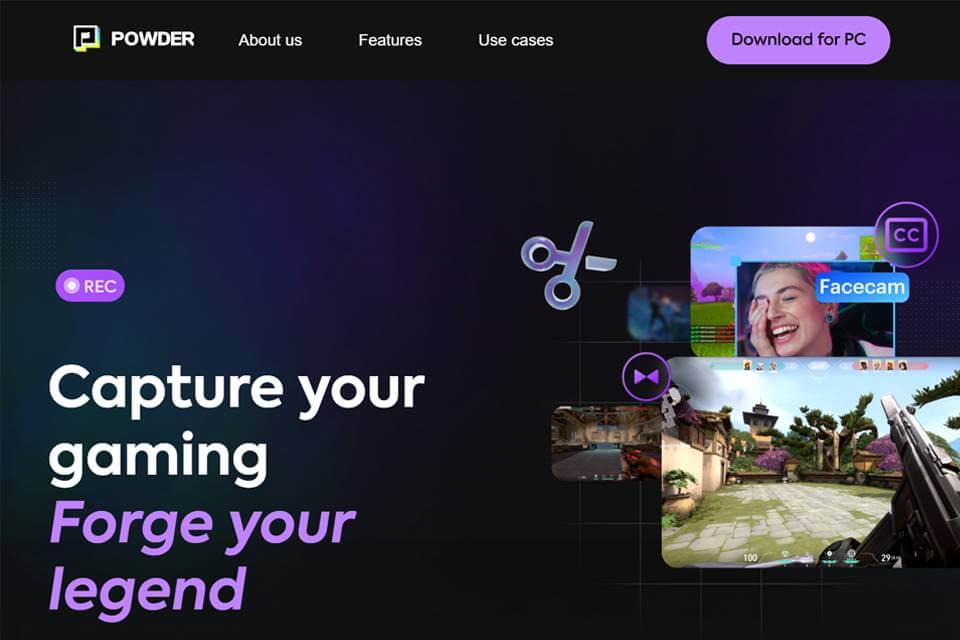 POWDER
About us
Features
Use cases
Download for PC
CC
Facecam
REC
Capture your
gaming
Forge your
legend
100
29